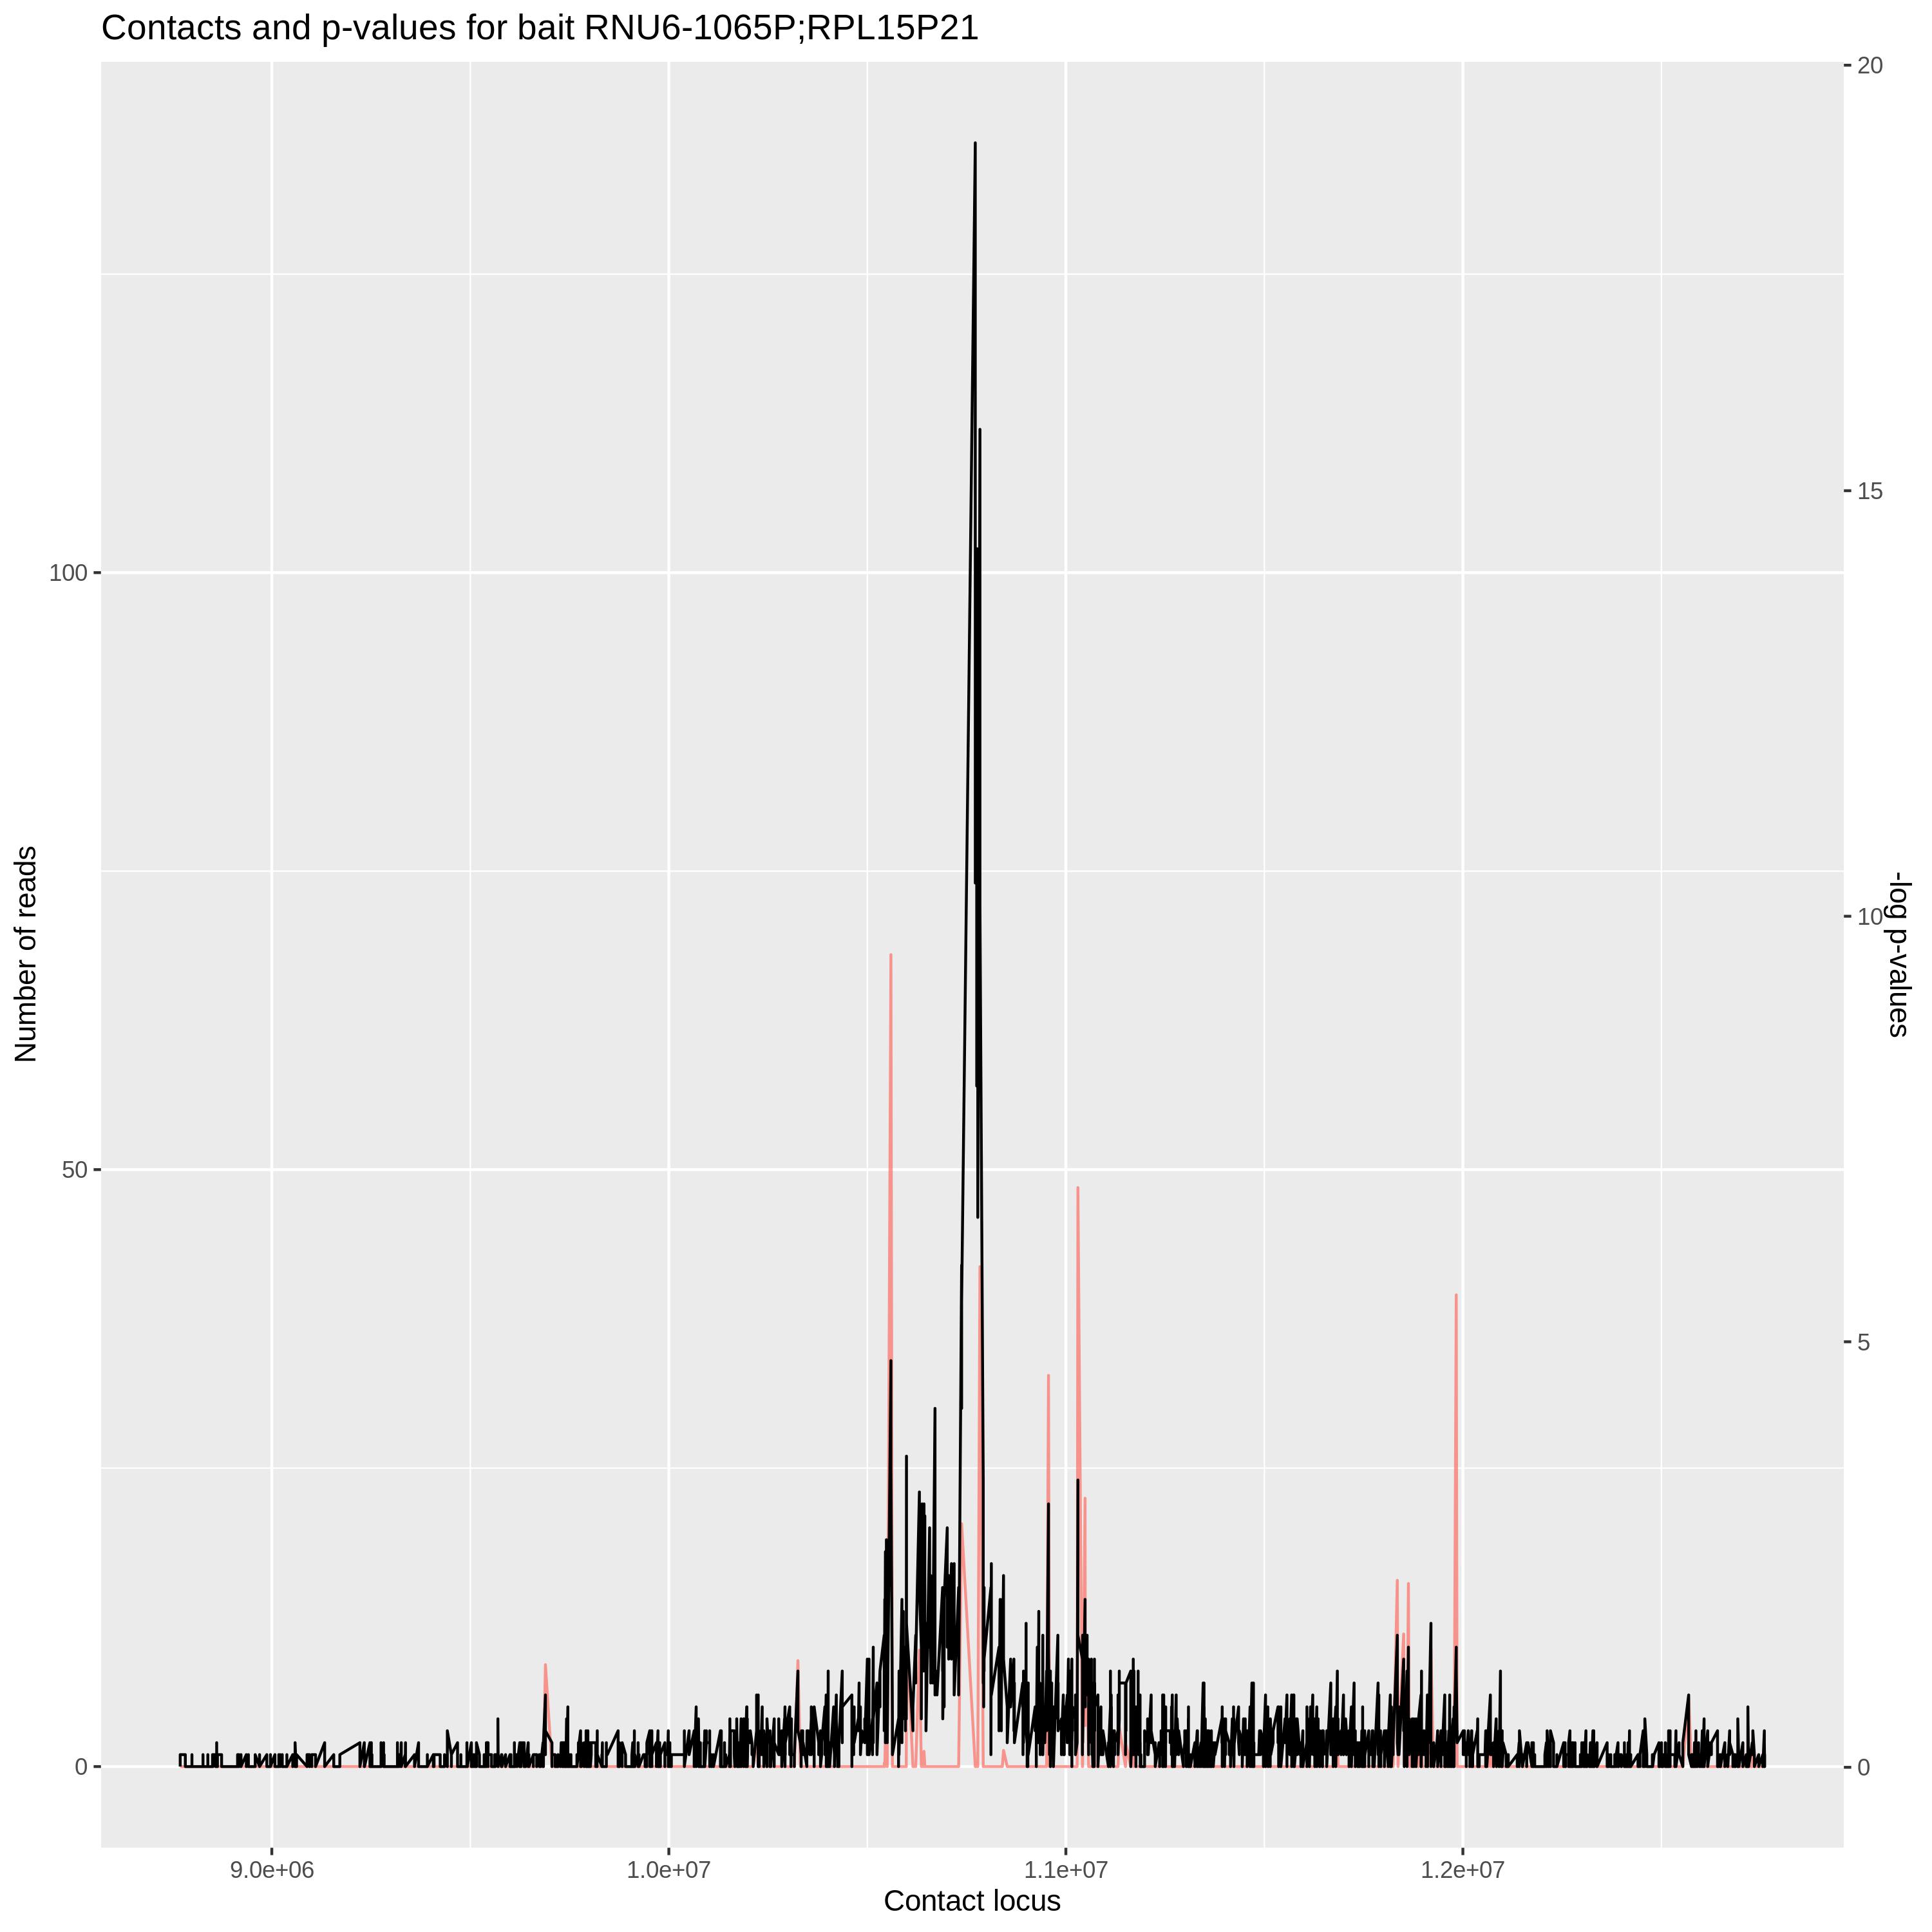 Contacts and p-values for bait RNU6-1065P;RPL15P21
20
15
100
10
Number of reads
-log p-values
50
5
0
0
9.0e+06
1.0e+07
1.1e+07
1.2e+07
Contact locus